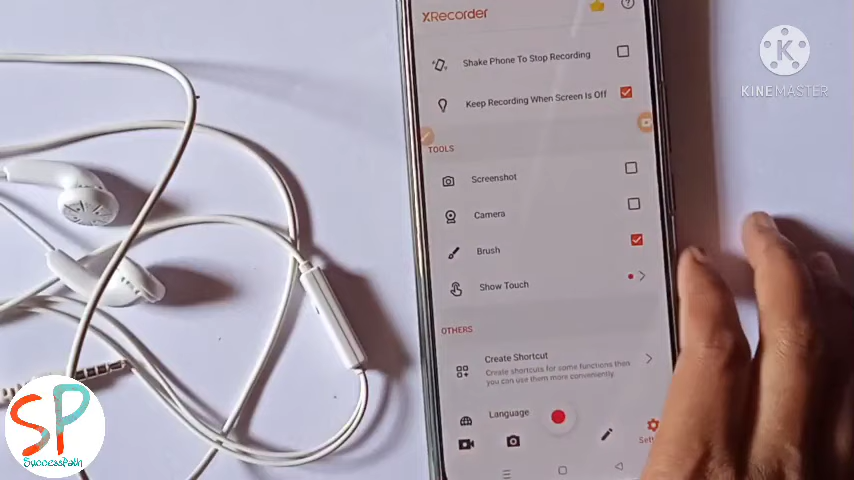 XRecorder
Shake Phone To Stop Recording
Keep Recording When Screen Is Off
TOOLS
Screenshot
Camera
Brush
Show Touch
OTHERS
Create Shortcut
Create shortcuts for some functions then
you can use them more conveniently.
Language
K
KINEMASTER
SP
SuccessPath